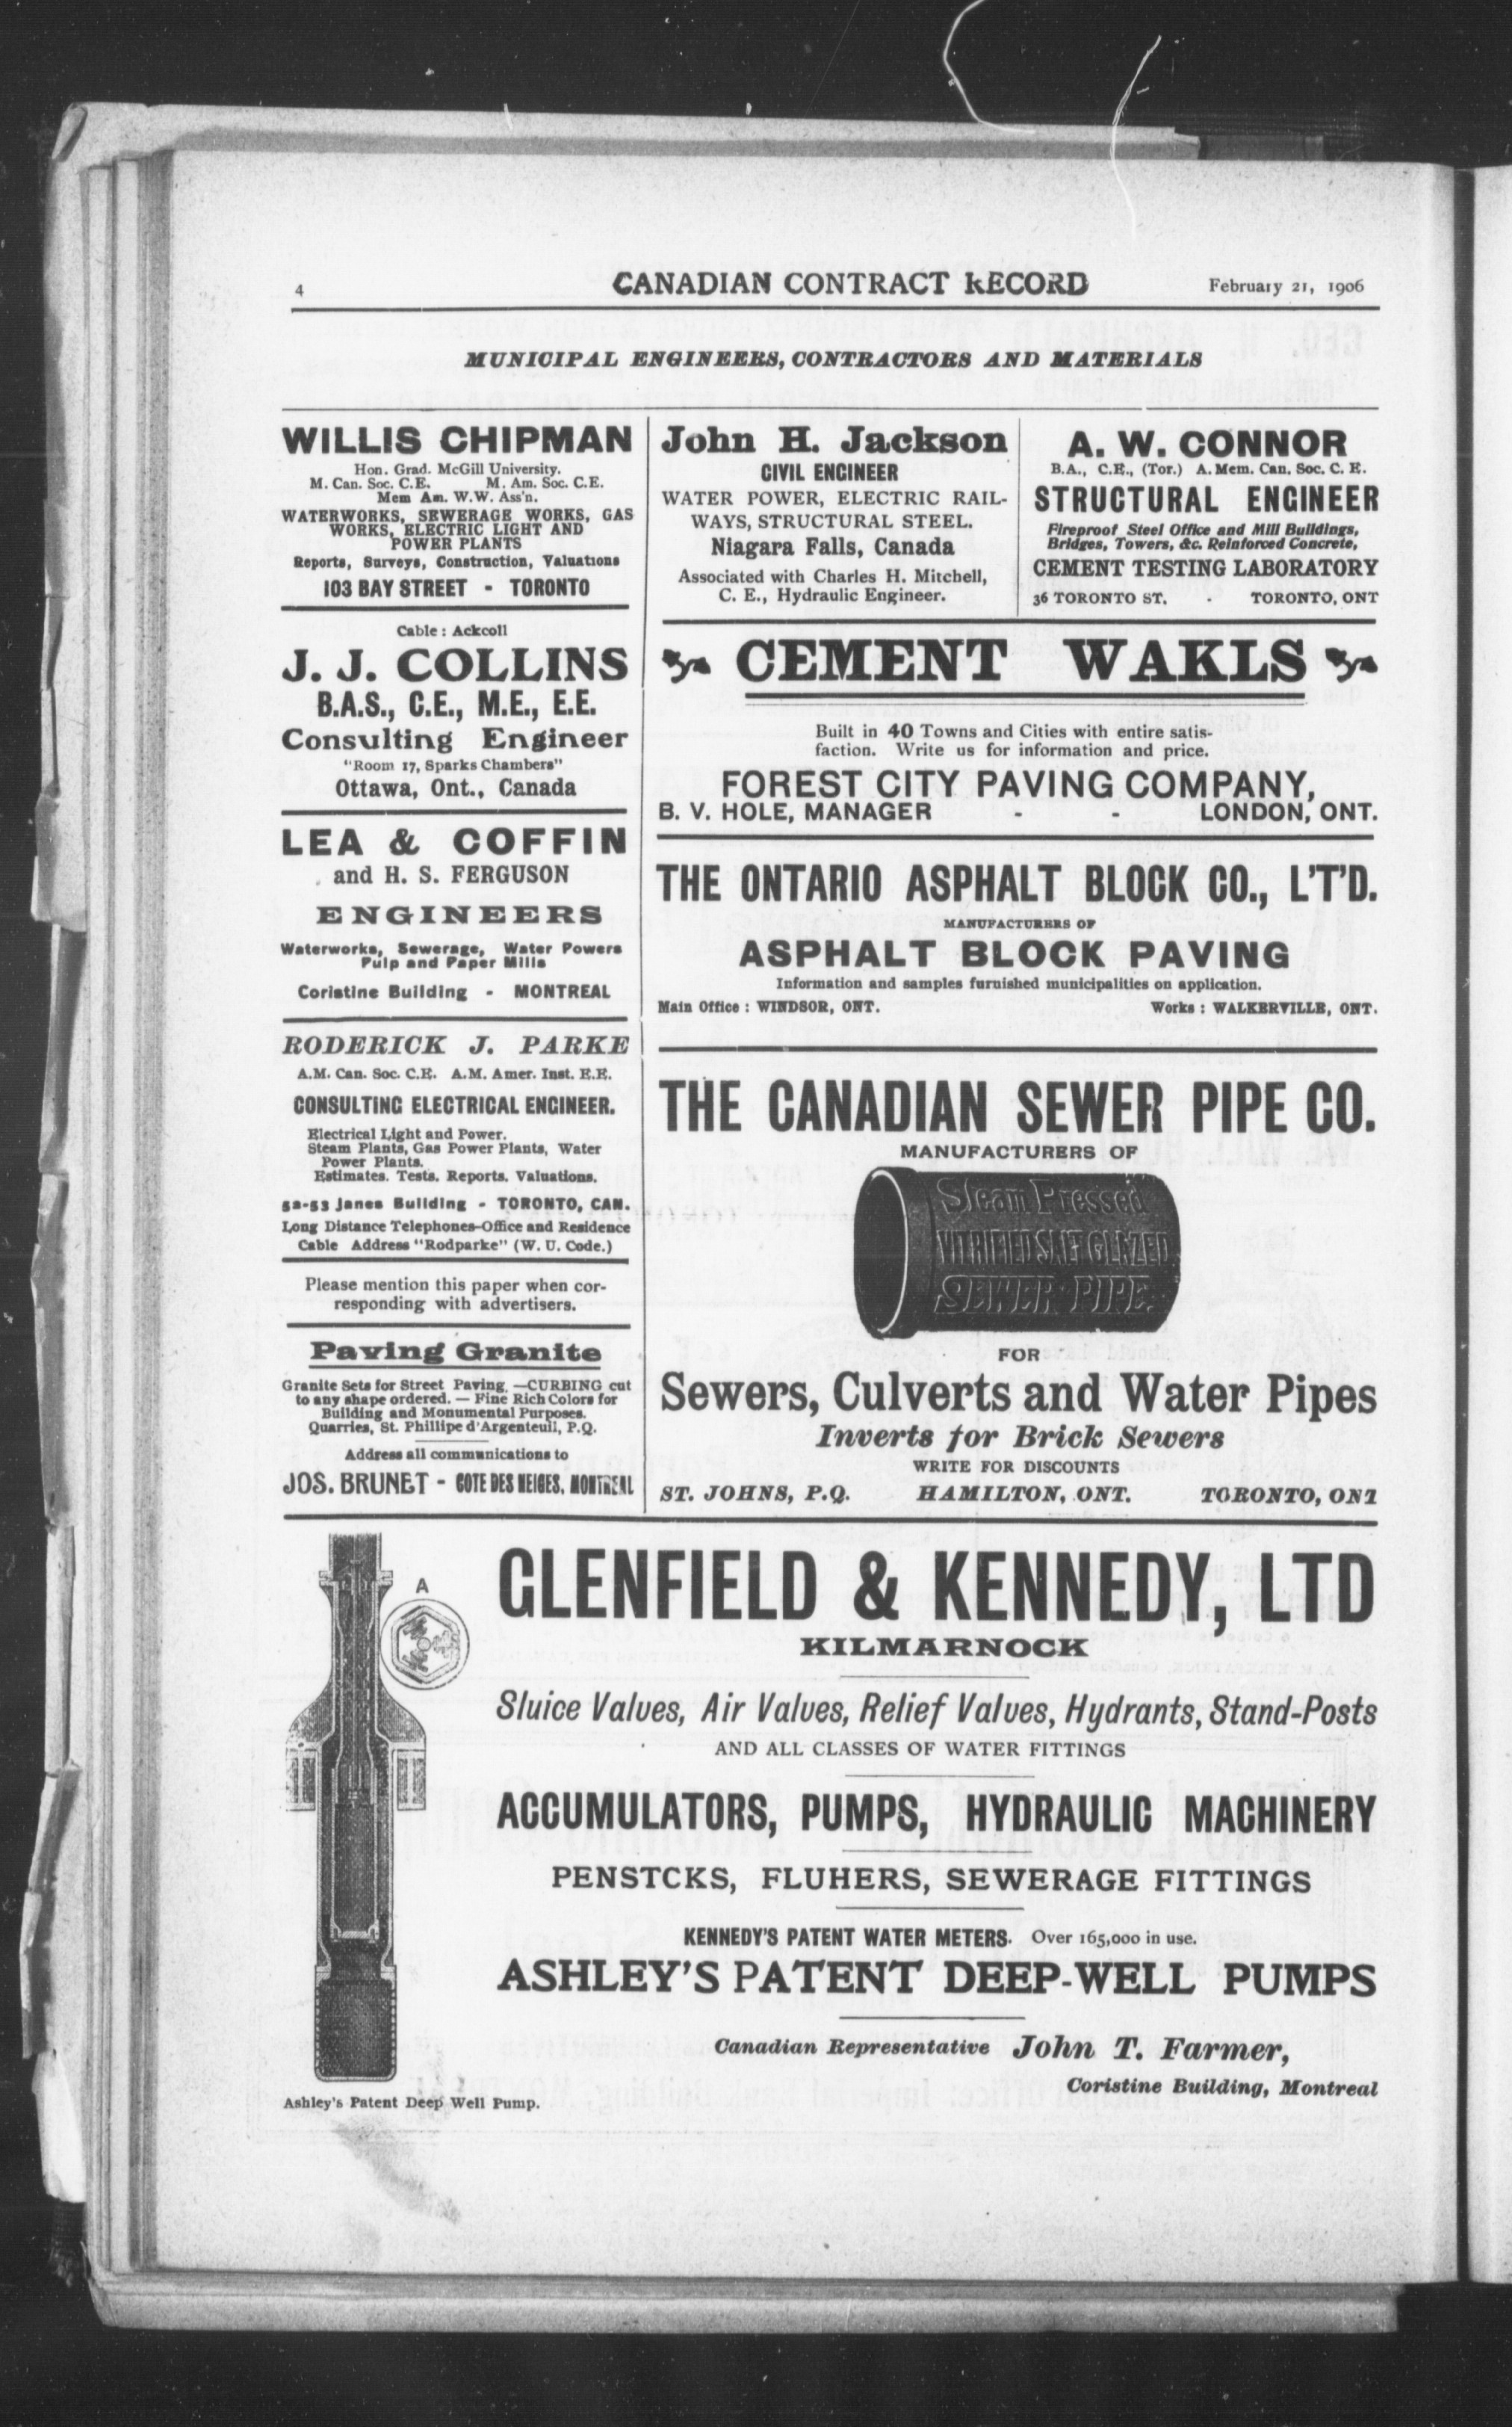 4
CANADIAN CONTRACT RECORD
February 21, 1906
MUNICIPAL ENGINEERS, CONTRACTORS AND MATERIALS
WILLIS CHIPMAN
Hon. Grad. McGill University.
M. Can. Soc. C.E. M. Am. Soc. C.E.
Mem Am. W.W. Ass'n.
WATERWORKS, SEWERAGE WORKS, GAS
WORKS, ELECTRIC LIGHT AND
POWER PLANTS
Reports, Surveys, Construction, Valuations
103 BAY STREET - TORONTO
Cable : Ackcoll
J. J. COLLINS
B.A.S., C.E., M.E., E.E.
Consulting Engineer
"Room 17, Sparks Chambers"
Ottawa, Ont., Canada
LEA & COFFIN
and H. S. FERGUSON
ENGINEERS
Waterworks, Sewerage, Water Powers
Pulp and Paper Mills
Coristine Building - MONTREAL
RODERICK J. PARKE
A.M. Can. Soc. C.E. A.M. Amer. Inst. E.E.
CONSULTING ELECTRICAL ENGINEER.
Electrical Light and Power.
Steam Plants, Gas Power Plants, Water
Power Plants.
Estimates. Tests. Reports. Valuations.
52-53 Janes Building - TORONTO, CAN.
Long Distance Telephones-Office and Residence
Cable Address "Rodparke" (W. U. Code.)
Please mention this paper when cor-
responding with advertisers.
Paving Granite
Granite Sets for Street Paving. —CURBING cut
to any shape ordered. — Fine Rich Colors for
Building and Monumental Purposes.
Quarries, St. Phillipe d'Argenteuil, P.Q.
Address all communications to
JOS. BRUNET - COTE DES NEIGES, MONTREAL
John H. Jackson
CIVIL ENGINEER
WATER POWER, ELECTRIC RAIL-
WAYS, STRUCTURAL STEEL.
Niagara Falls, Canada
Associated with Charles H. Mitchell,
C. E., Hydraulic Engineer.
A. W. CONNOR
B.A., C.E., (Tor.) A. Mem. Can. Soc. C. E.
STRUCTURAL ENGINEER
Fireproof Steel Office and Mill Buildings,
Bridges, Towers, &c. Reinforced Concrete,
CEMENT TESTING LABORATORY
36 TORONTO ST. - TORONTO, ONT
CEMENT WAKLS
Built in 40 Towns and Cities with entire satis-
faction. Write us for information and price.
FOREST CITY PAVING COMPANY,
B. V. HOLE, MANAGER - - LONDON, ONT.
THE ONTARIO ASPHALT BLOCK CO., L'T'D.
MANUFACTURERS OF
ASPHALT BLOCK PAVING
Information and samples furnished municipalities on application.
Main Office : WINDSOR, ONT. Works : WALKERVILLE, ONT.
THE CANADIAN SEWER PIPE CO.
MANUFACTURERS OF
Steam Pressed
VITRIFIED SALT GLAZED
SEWER PIPE.
FOR
Sewers, Culverts and Water Pipes
Inverts for Brick Sewers
WRITE FOR DISCOUNTS
ST. JOHNS, P.Q. HAMILTON, ONT. TORONTO, ONT
A
GLENFIELD & KENNEDY, LTD
KILMARNOCK
Sluice Valves, Air Valves, Relief Valves, Hydrants, Stand-Posts
AND ALL CLASSES OF WATER FITTINGS
ACCUMULATORS, PUMPS, HYDRAULIC MACHINERY
PENSTCKS, FLUHERS, SEWERAGE FITTINGS
KENNEDY'S PATENT WATER METERS. Over 165,000 in use.
ASHLEY'S PATENT DEEP-WELL PUMPS
Canadian Representative John T. Farmer,
Coristine Building, Montreal
Ashley's Patent Deep Well Pump.